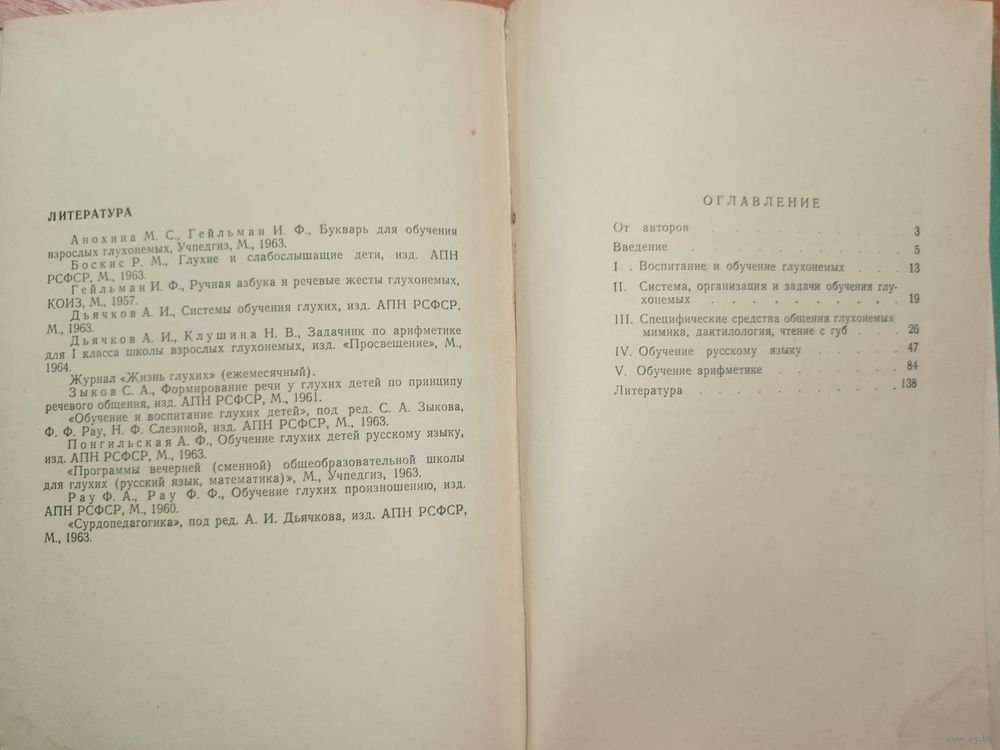 ЛИТЕРАТУРА
Анохина М. С., Гейльман И. Ф., Букварь для обучения
взрослых глухонемых, Учпедгиз, М., 1963.
Боскис Р. М., Глухие и слабослышащие дети, изд. АПН
РСФСР, М., 1963.
Гейльман И. Ф., Ручная азбука и речевые жесты глухонемых,
КОИЗ, М., 1957.
Дьячков А. И., Системы обучения глухих, изд. АПН РСФСР,
М., 1963.
Дьячков А. И., Клушина Н. В., Задачник по арифметике
для I класса школы взрослых глухонемых, изд. «Просвещение», М.,
1964.
Журнал «Жизнь глухих» (ежемесячный).
Зыков С. А., Формирование речи у глухих детей по принципу
речевого общения, изд. АПН РСФСР, М., 1961.
«Обучение и воспитание глухих детей», под ред. С. А. Зыкова,
Ф. Ф. Рау, Н. Ф. Слезиной, изд. АПН РСФСР, М., 1963.
Понгильская А. Ф., Обучение глухих детей русскому языку,
изд. АПН РСФСР, М., 1963.
«Программы вечерней (сменной) общеобразовательной школы
для глухих (русский язык, математика)», М., Учпедгиз, 1963.
Рау Ф. А., Рау Ф. Ф., Обучение глухих произношению, изд.
АПН РСФСР, М., 1960.
«Сурдопедагогика», под ред. А. И. Дьячкова, изд. АПН РСФСР,
М., 1963.
ОГЛАВЛЕНИЕ
От авторов . . . . . . . . . . 3
Введение . . . . . . . . . . 5
I . Воспитание и обучение глухонемых . . . . 13
II. Система, организация и задачи обучения глу-
хонемых . . . . . . . . . . 19
III. Специфические средства общения глухонемых:
мимика, дактилология, чтение с губ . . . 26
IV. Обучение русскому языку . . . . . 47
V. Обучение арифметике . . . . . . 84
Литература . . . . . . . . . . 138
www.ay.by